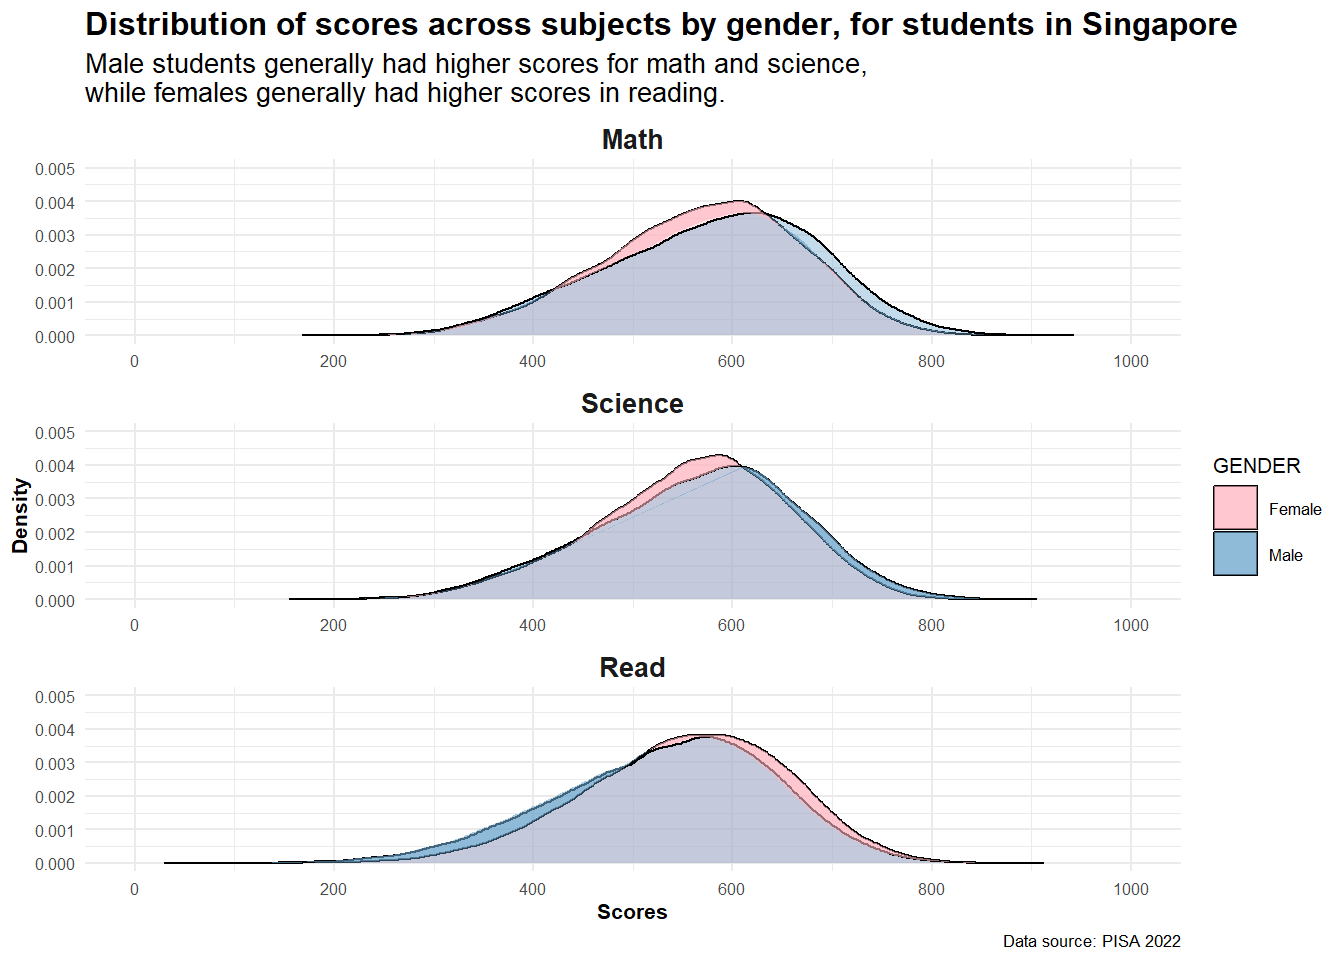 Distribution of scores across subjects by gender, for students in Singapore
Male students generally had higher scores for math and science,
while females generally had higher scores in reading.
Math
0.005
0.004
0.003
0.002
0.001
0.000
0 200 400 600 800 1000
Science
0.005
0.004
0.003
0.002
0.001
0.000
0 200 400 600 800 1000
Density
GENDER
Female
Male
Read
0.005
0.004
0.003
0.002
0.001
0.000
0 200 400 600 800 1000
Scores
Data source: PISA 2022